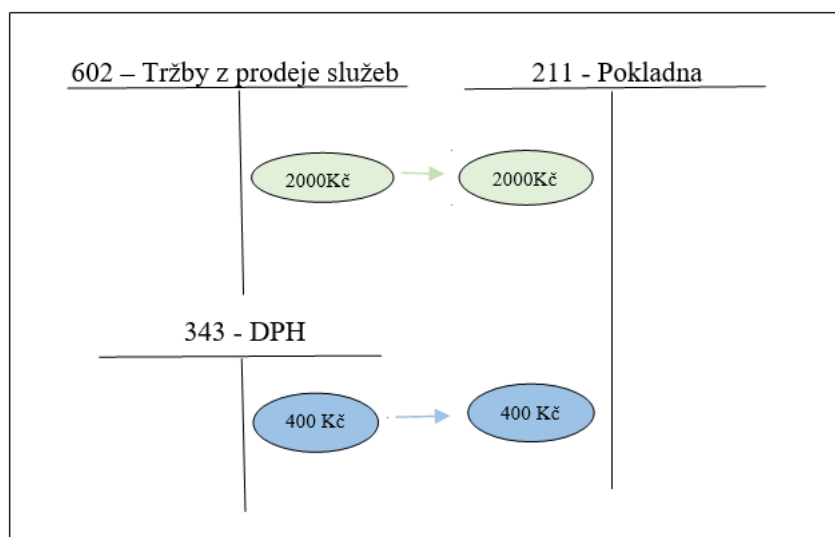 602 – Tržby z prodeje služeb
211 - Pokladna
2000Kč
2000Kč
343 - DPH
400 Kč
400 Kč